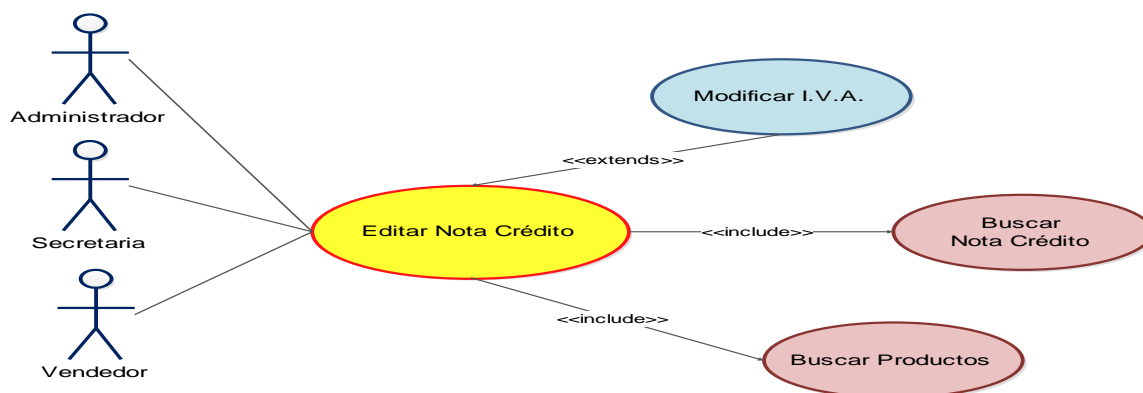 Administrador
Secretaria
Vendedor
Modificar I.V.A.
<<extends>>
Editar Nota Crédito
<<include>>
Buscar
Nota Crédito
<<include>>
Buscar Productos